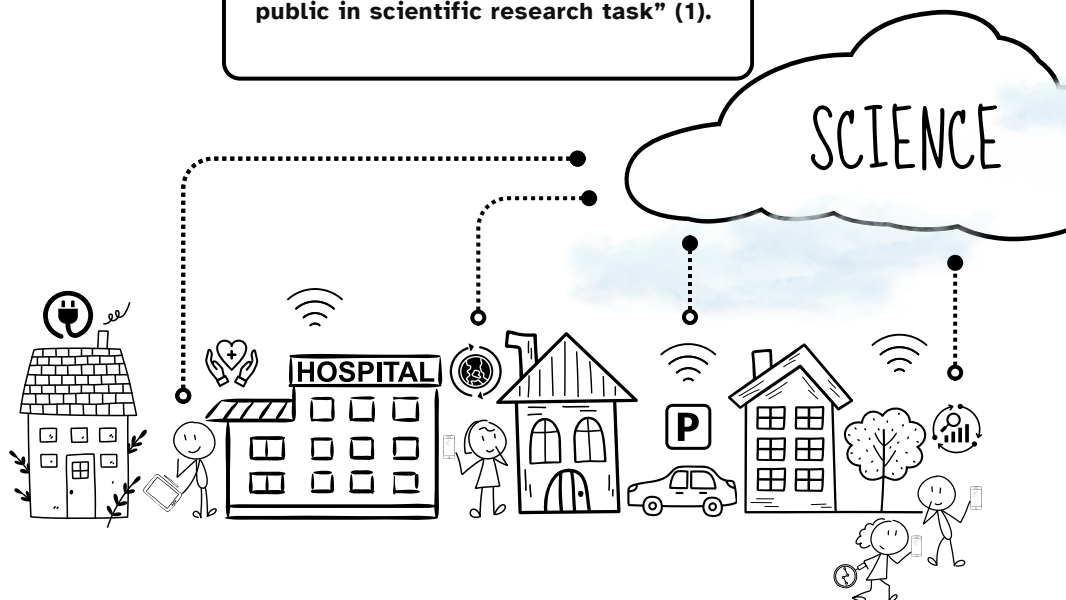 public in scientific research task” (1).
SCIENCE
HOSPITAL
P